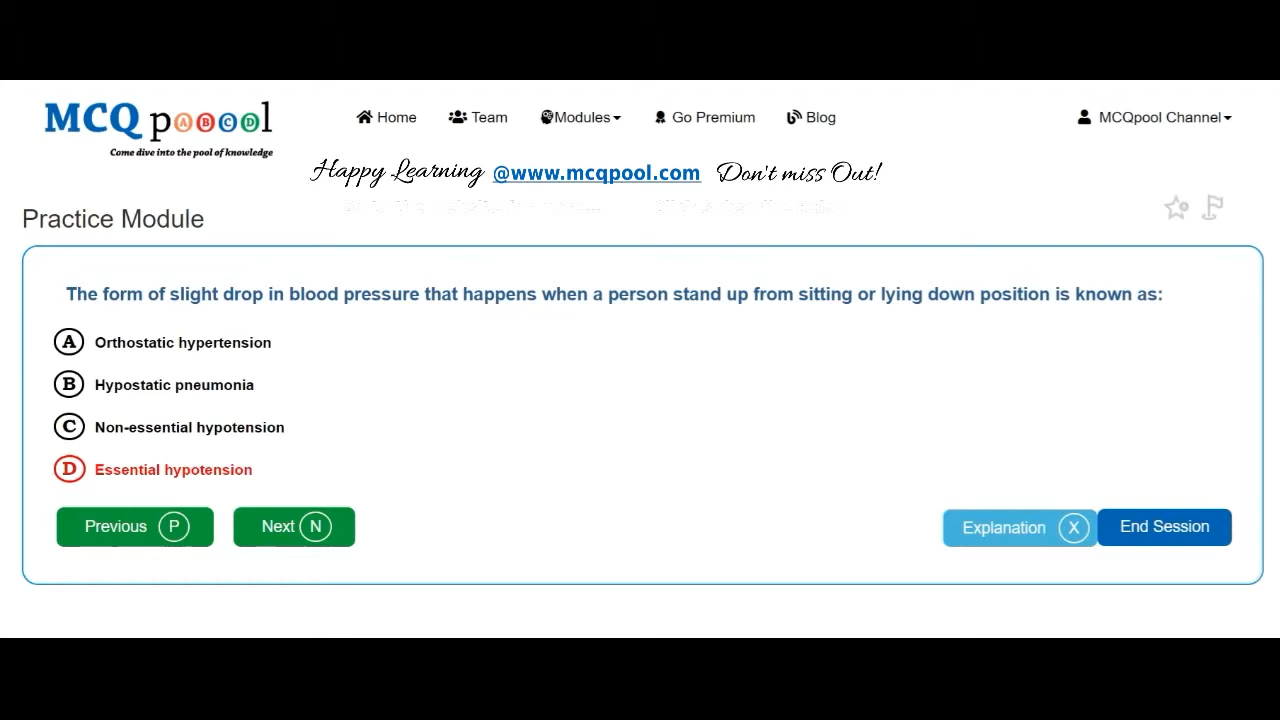 MCQ pooool
Come dive into the pool of knowledge
Home Team Modules Go Premium Blog MCQpool Channel
Happy Learning @www.mcqpool.com Don't miss Out!
Practice Module
The form of slight drop in blood pressure that happens when a person stand up from sitting or lying down position is known as:
A Orthostatic hypertension
B Hypostatic pneumonia
C Non-essential hypotension
D Essential hypotension
Previous P Next N Explanation X End Session